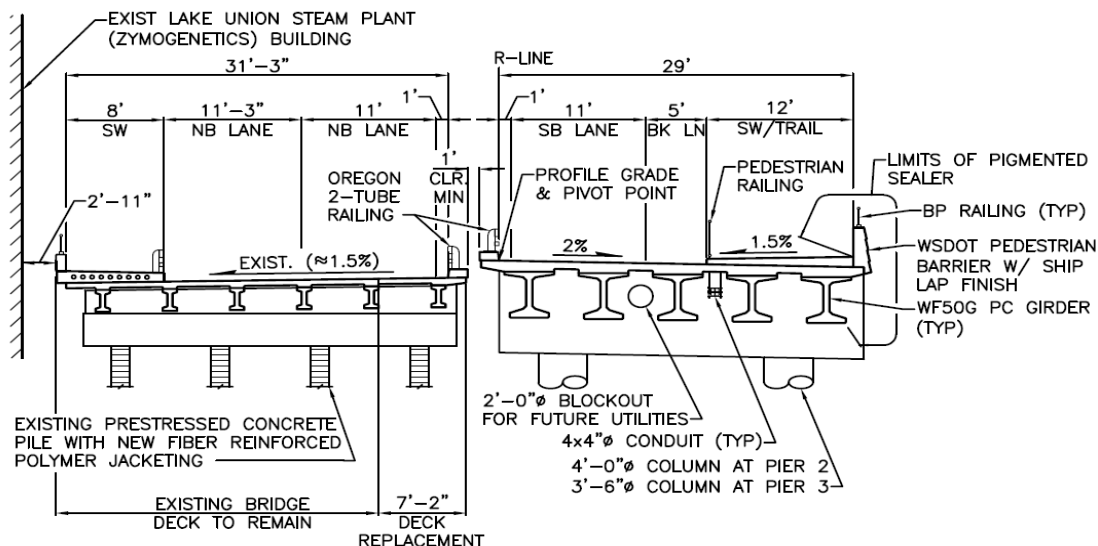 EXIST LAKE UNION STEAM PLANT
(ZYMOGENETICS) BUILDING
R-LINE
31'-3"
29'
8'
11'-3"
11'
1'
1'
11'
5'
12'
SW
NB LANE
NB LANE
SB LANE
BK LN
SW/TRAIL
1'
CLR.
MIN
OREGON
2-TUBE
RAILING
PROFILE GRADE
& PIVOT POINT
PEDESTRIAN
RAILING
LIMITS OF PIGMENTED
SEALER
BP RAILING (TYP)
2'-11"
EXIST. (≈1.5%)
2%
1.5%
WSDOT PEDESTRIAN
BARRIER W/ SHIP
LAP FINISH
WF50G PC GIRDER
(TYP)
2'-0"ø BLOCKOUT
FOR FUTURE UTILITIES
4x4"ø CONDUIT (TYP)
4'-0"ø COLUMN AT PIER 2
3'-6"ø COLUMN AT PIER 3
EXISTING PRESTRESSED CONCRETE
PILE WITH NEW FIBER REINFORCED
POLYMER JACKETING
EXISTING BRIDGE
DECK TO REMAIN
7'-2"
DECK
REPLACEMENT